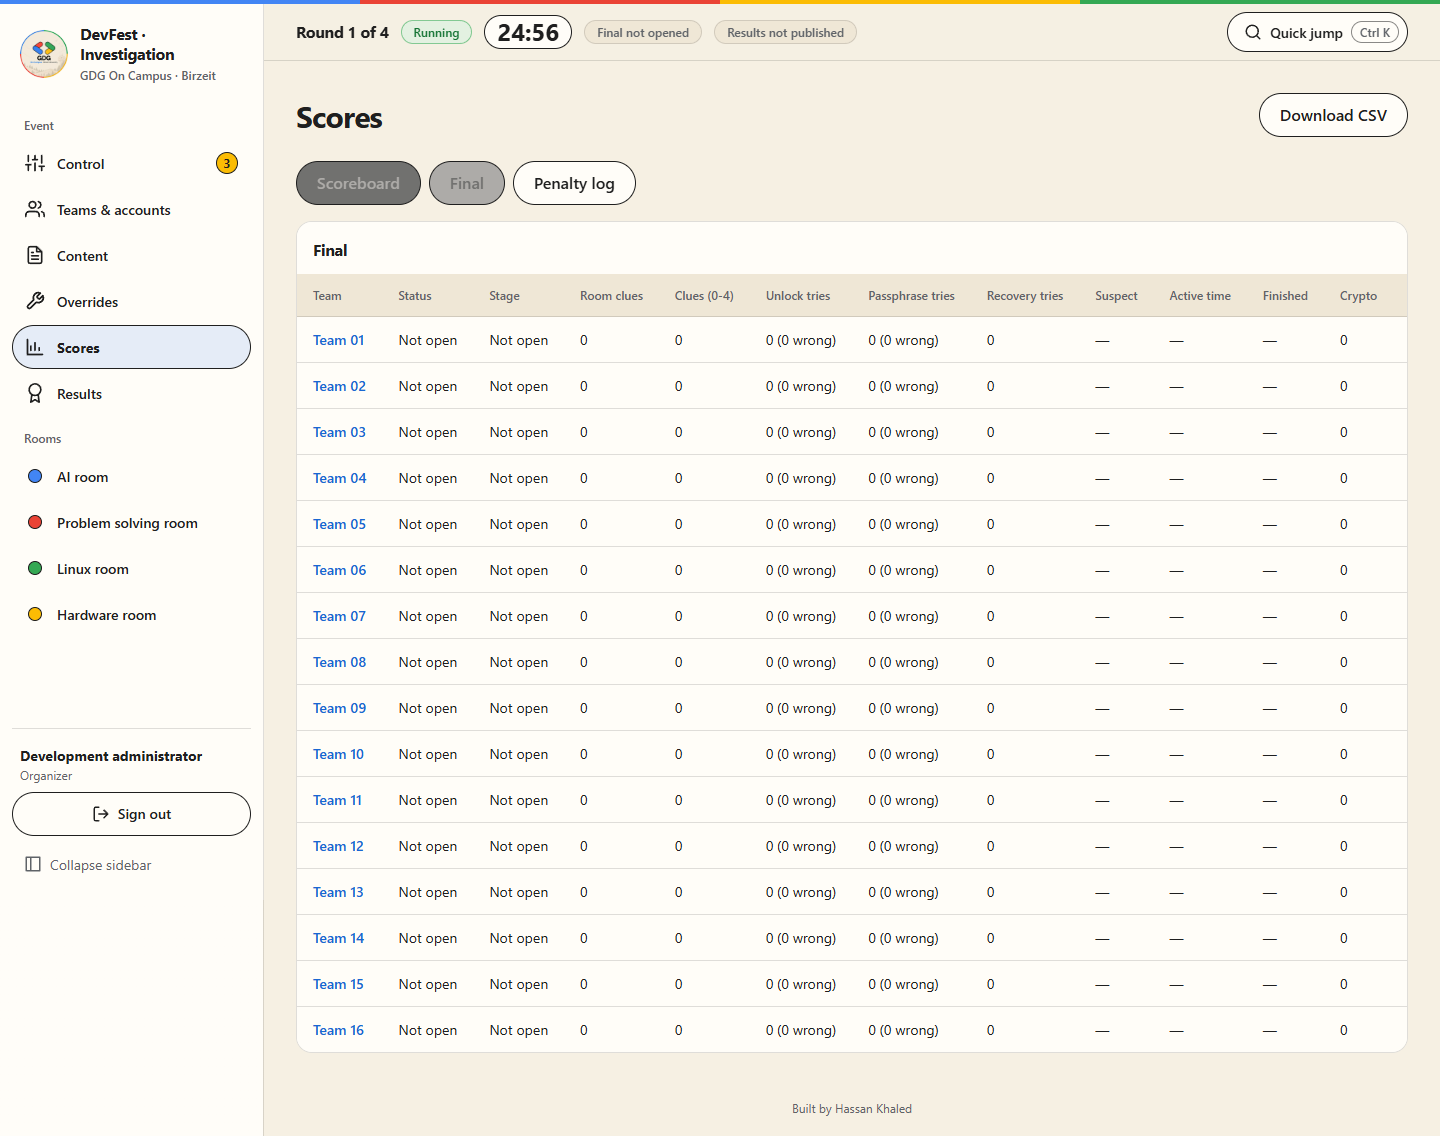 DevFest ·
Investigation
GDG On Campus · Birzeit
Event
Control 3
Teams & accounts
Content
Overrides
Scores
Results
Rooms
AI room
Problem solving room
Linux room
Hardware room
Development administrator
Organizer
Sign out
Collapse sidebar
Round 1 of 4 Running 24:56 Final not opened Results not published Quick jump Ctrl K
Scores Download CSV
Scoreboard Final Penalty log
Final
Team Status Stage Room clues Clues (0-4) Unlock tries Passphrase tries Recovery tries Suspect Active time Finished Crypto
Team 01 Not open Not open 0 0 0 (0 wrong) 0 (0 wrong) 0 — — — 0
Team 02 Not open Not open 0 0 0 (0 wrong) 0 (0 wrong) 0 — — — 0
Team 03 Not open Not open 0 0 0 (0 wrong) 0 (0 wrong) 0 — — — 0
Team 04 Not open Not open 0 0 0 (0 wrong) 0 (0 wrong) 0 — — — 0
Team 05 Not open Not open 0 0 0 (0 wrong) 0 (0 wrong) 0 — — — 0
Team 06 Not open Not open 0 0 0 (0 wrong) 0 (0 wrong) 0 — — — 0
Team 07 Not open Not open 0 0 0 (0 wrong) 0 (0 wrong) 0 — — — 0
Team 08 Not open Not open 0 0 0 (0 wrong) 0 (0 wrong) 0 — — — 0
Team 09 Not open Not open 0 0 0 (0 wrong) 0 (0 wrong) 0 — — — 0
Team 10 Not open Not open 0 0 0 (0 wrong) 0 (0 wrong) 0 — — — 0
Team 11 Not open Not open 0 0 0 (0 wrong) 0 (0 wrong) 0 — — — 0
Team 12 Not open Not open 0 0 0 (0 wrong) 0 (0 wrong) 0 — — — 0
Team 13 Not open Not open 0 0 0 (0 wrong) 0 (0 wrong) 0 — — — 0
Team 14 Not open Not open 0 0 0 (0 wrong) 0 (0 wrong) 0 — — — 0
Team 15 Not open Not open 0 0 0 (0 wrong) 0 (0 wrong) 0 — — — 0
Team 16 Not open Not open 0 0 0 (0 wrong) 0 (0 wrong) 0 — — — 0
Built by Hassan Khaled